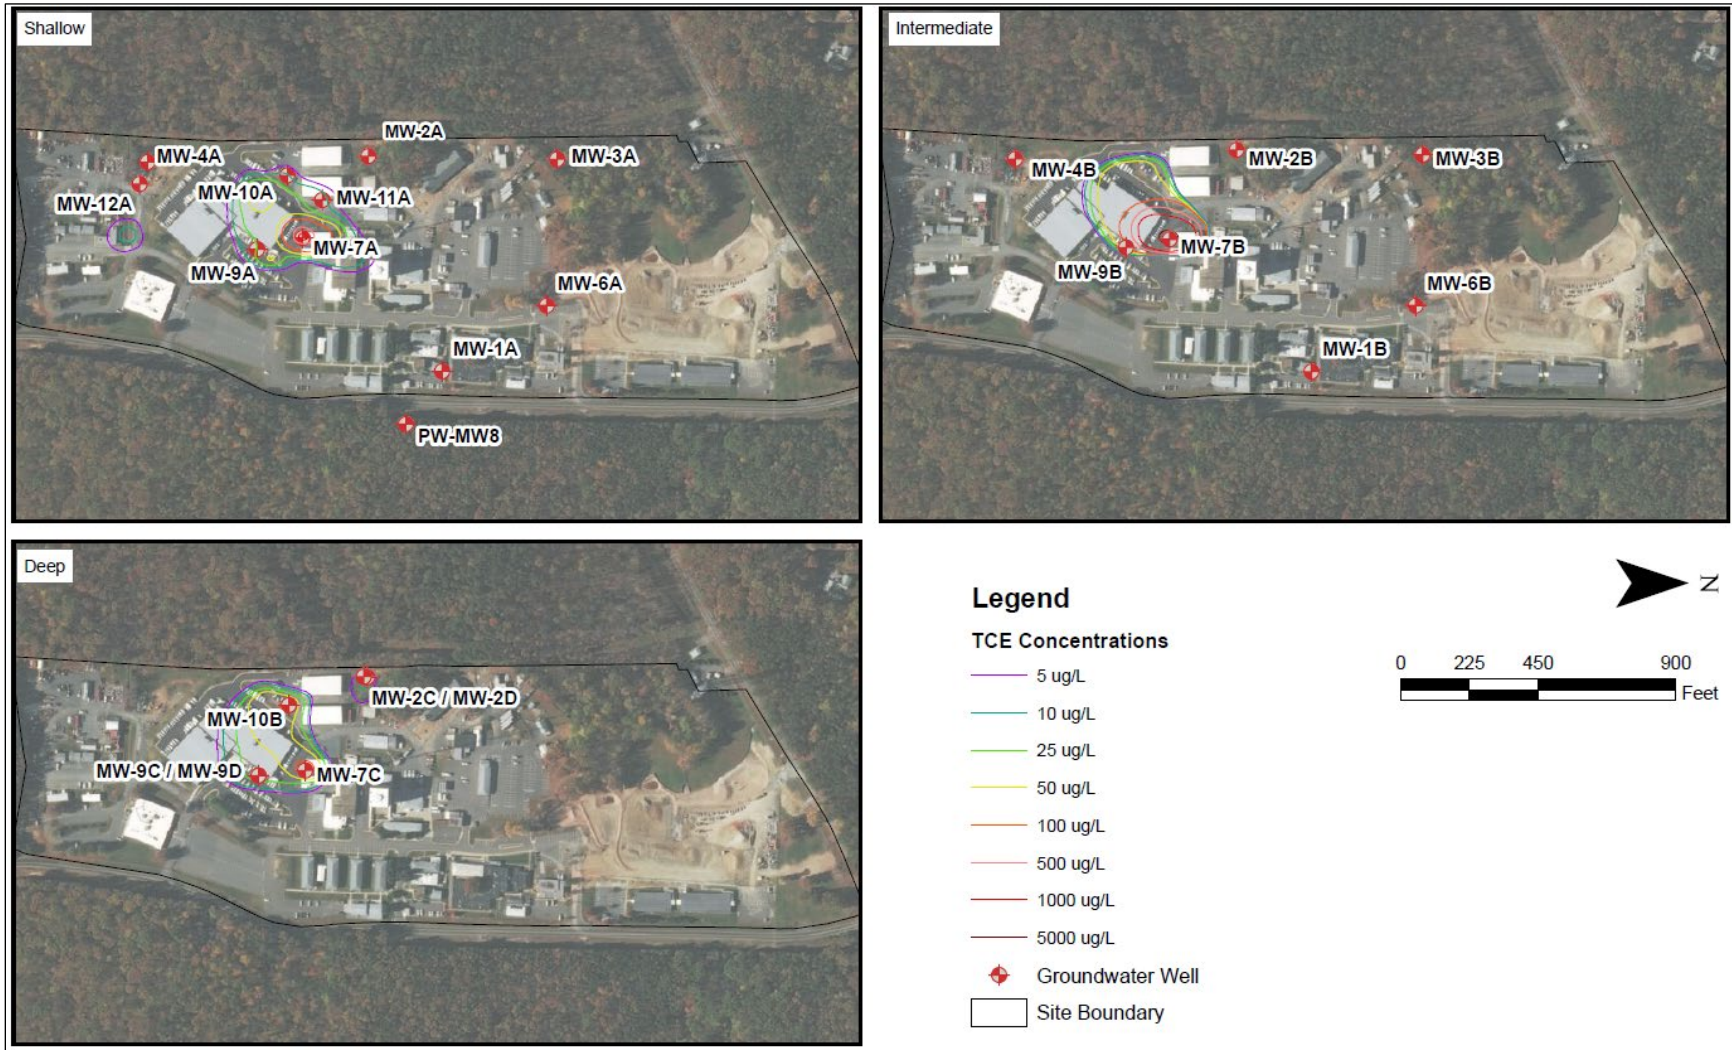 Shallow
MW-2A
MW-4A
MW-3A
MW-10A
MW-11A
MW-12A
MW-7A
MW-9A
MW-6A
MW-1A
PW-MW8
Intermediate
MW-2B
MW-3B
MW-4B
MW-7B
MW-9B
MW-6B
MW-1B
Deep
MW-2C / MW-2D
MW-10B
MW-9C / MW-9D
MW-7C
Legend
TCE Concentrations
5 ug/L
10 ug/L
25 ug/L
50 ug/L
100 ug/L
500 ug/L
1000 ug/L
5000 ug/L
Groundwater Well
Site Boundary
N
0 225 450 900
Feet